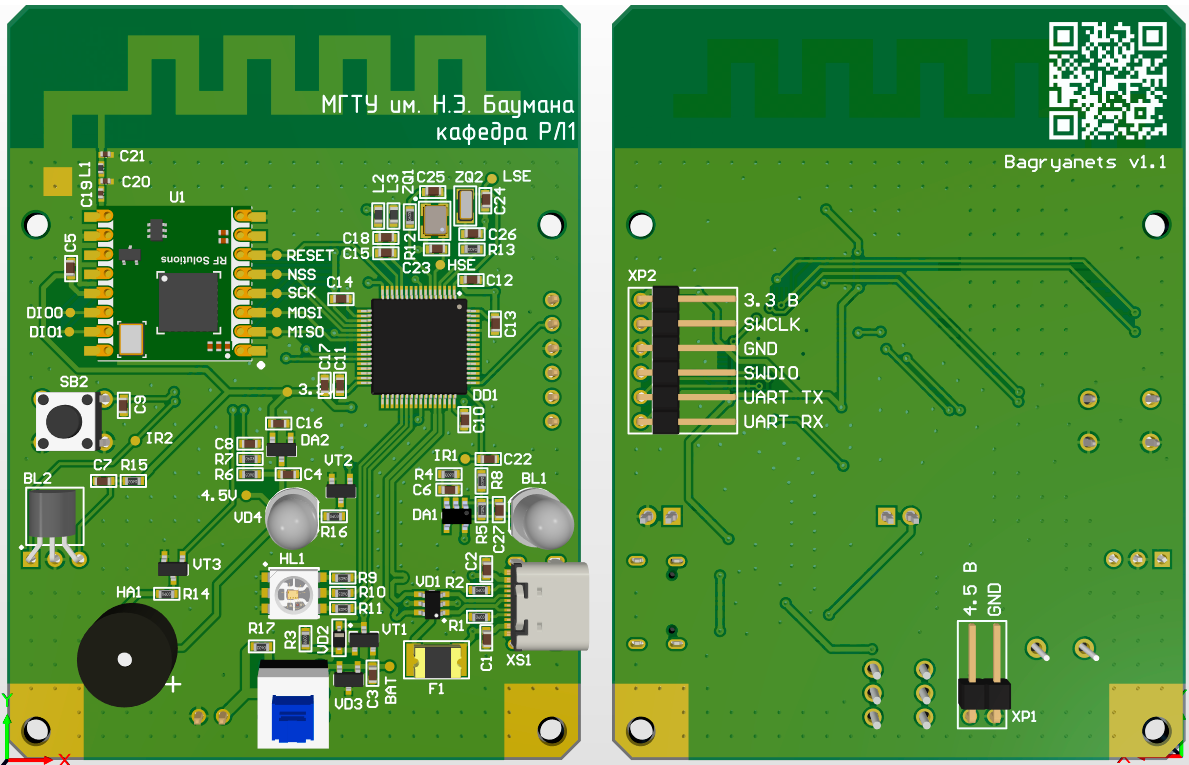 МГТУ им. Н.Э. Баумана
кафедра РЛ1
C21
C20
L1
C19
U1
C5
RF Solutions
RESET
NSS
SCK
MOSI
MISO
DIO0
DIO1
L2
L3
ZQ1
C25
ZQ2
LSE
C24
C18
C15
R12
C26
R13
C23
HSE
C12
C14
C13
C17
C11
3.
DD1
C10
SB2
C9
IR2
C16
C8
DA2
R7
R6
C4
VT2
C7
R15
BL2
4.5V
VD4
R16
IR1
C22
R4
C6
R8
BL1
DA1
R5
C27
VT3
HA1
R14
HL1
R9
R10
R11
C2
VD1
R2
R1
C1
XS1
R17
R3
VD2
VT1
VD3
C3
BAT
F1
+
Y
X
Bagryanets v1.1
XP2
3.3 В
SWCLK
GND
SWDIO
UART TX
UART RX
4.5 В
GND
XP1
X